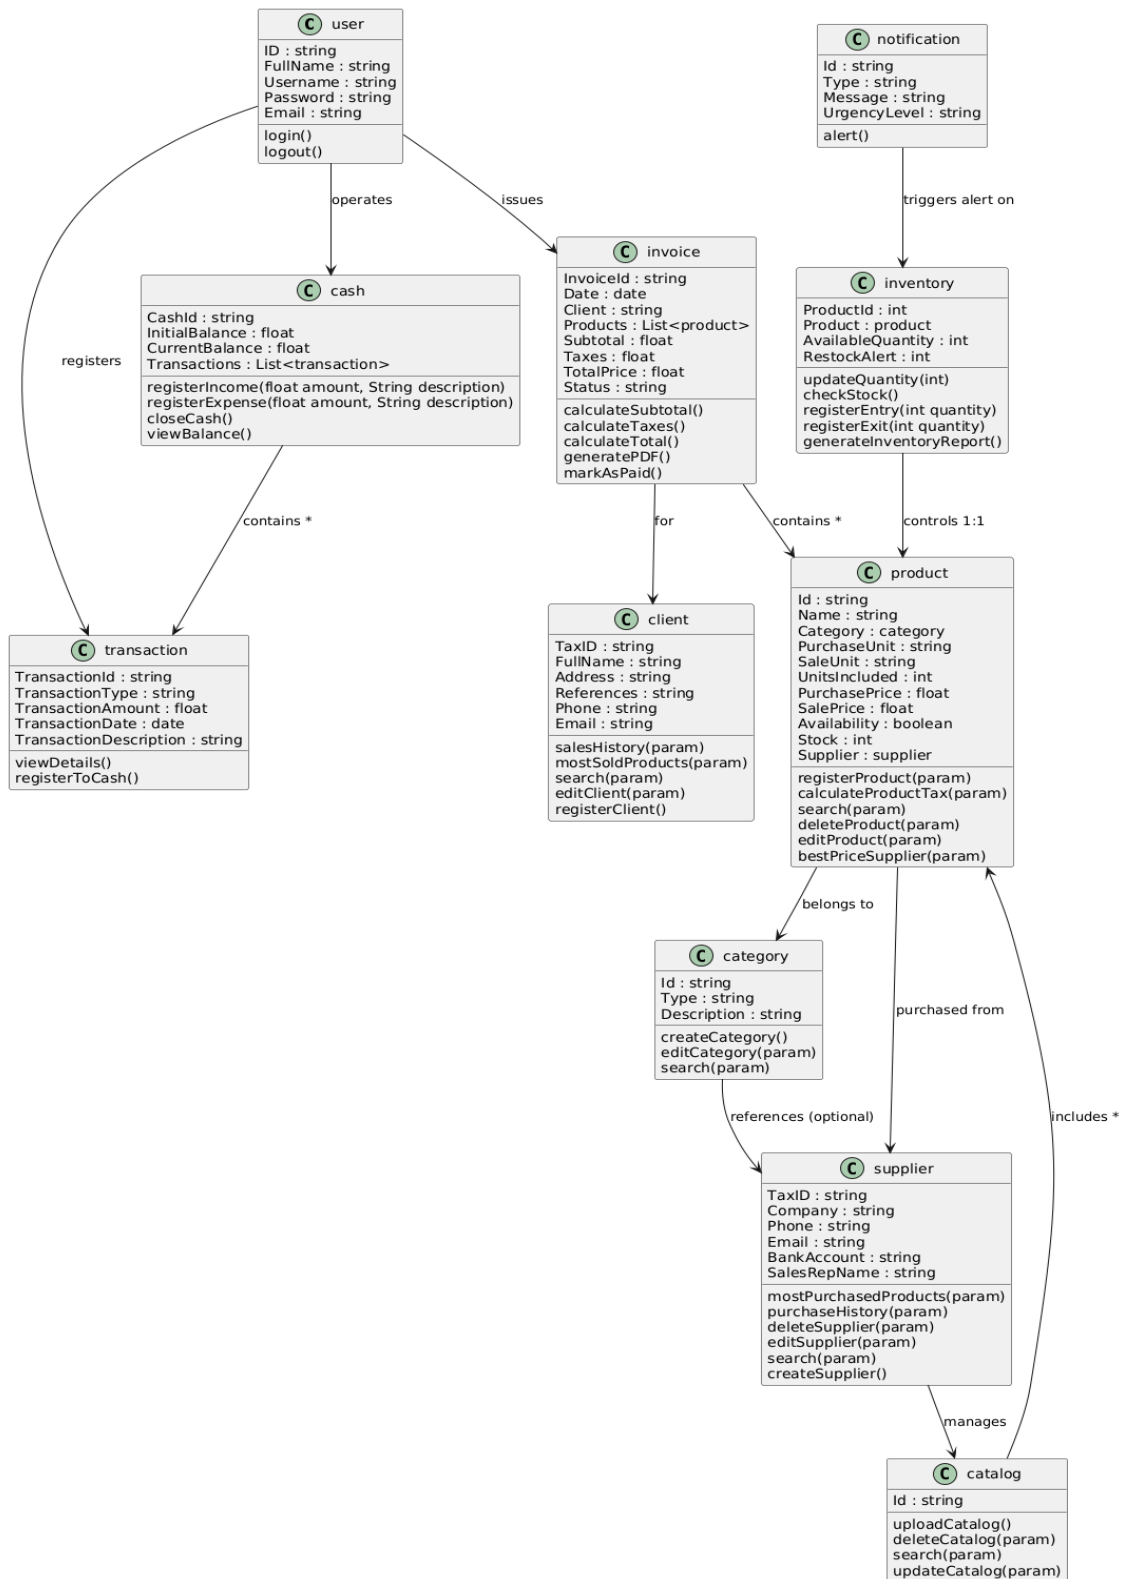 C user
ID : string
FullName : string
Username : string
Password : string
Email : string
login()
logout()
C notification
Id : string
Type : string
Message : string
UrgencyLevel : string
alert()
registers
operates
issues
triggers alert on
C cash
CashId : string
InitialBalance : float
CurrentBalance : float
Transactions : List<transaction>
registerIncome(float amount, String description)
registerExpense(float amount, String description)
closeCash()
viewBalance()
C invoice
InvoiceId : string
Date : date
Client : string
Products : List<product>
Subtotal : float
Taxes : float
TotalPrice : float
Status : string
calculateSubtotal()
calculateTaxes()
calculateTotal()
generatePDF()
markAsPaid()
C inventory
ProductId : int
Product : product
AvailableQuantity : int
RestockAlert : int
updateQuantity(int)
checkStock()
registerEntry(int quantity)
registerExit(int quantity)
generateInventoryReport()
contains *
for
contains *
controls 1:1
C transaction
TransactionId : string
TransactionType : string
TransactionAmount : float
TransactionDate : date
TransactionDescription : string
viewDetails()
registerToCash()
C client
TaxID : string
FullName : string
Address : string
References : string
Phone : string
Email : string
salesHistory(param)
mostSoldProducts(param)
search(param)
editClient(param)
registerClient()
C product
Id : string
Name : string
Category : category
PurchaseUnit : string
SaleUnit : string
UnitsIncluded : int
PurchasePrice : float
SalePrice : float
Availability : boolean
Stock : int
Supplier : supplier
registerProduct(param)
calculateProductTax(param)
search(param)
deleteProduct(param)
editProduct(param)
bestPriceSupplier(param)
belongs to
C category
Id : string
Type : string
Description : string
createCategory()
editCategory(param)
search(param)
purchased from
references (optional)
includes *
C supplier
TaxID : string
Company : string
Phone : string
Email : string
BankAccount : string
SalesRepName : string
mostPurchasedProducts(param)
purchaseHistory(param)
deleteSupplier(param)
editSupplier(param)
search(param)
createSupplier()
manages
C catalog
Id : string
uploadCatalog()
deleteCatalog(param)
search(param)
updateCatalog(param)